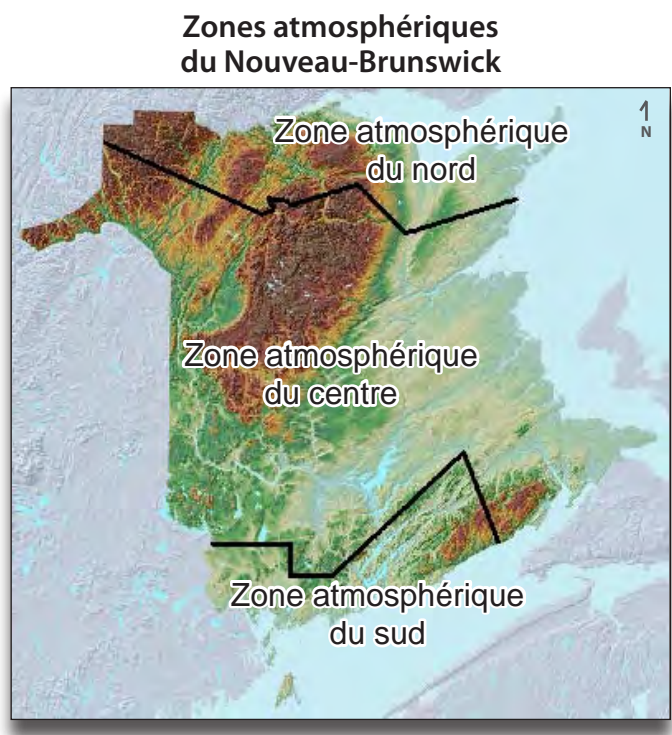 Zones atmosphériques
du Nouveau-Brunswick
Zone atmosphérique
du nord
N
Zone atmosphérique
du centre
Zone atmosphérique
du sud